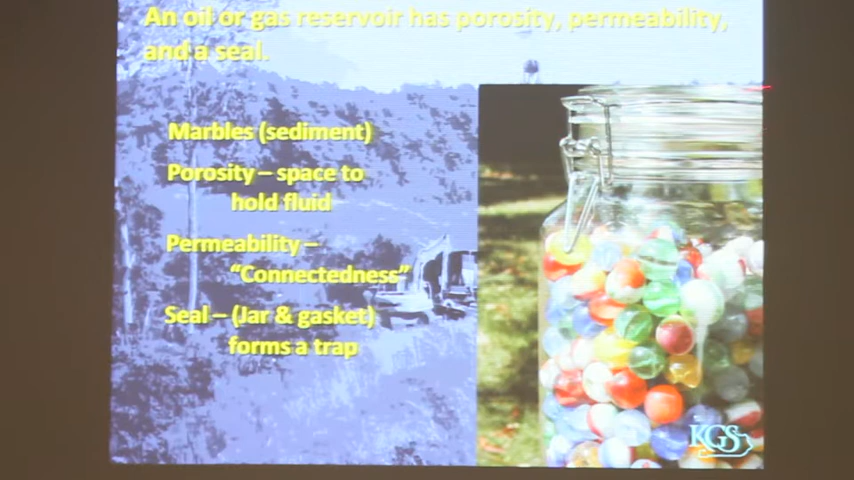 An oil or gas reservoir has porosity, permeability,
and a seal.
Marbles (sediment)
Porosity – space to
hold fluid
Permeability –
"Connectedness"
Seal – (Jar & gasket)
forms a trap
KGS